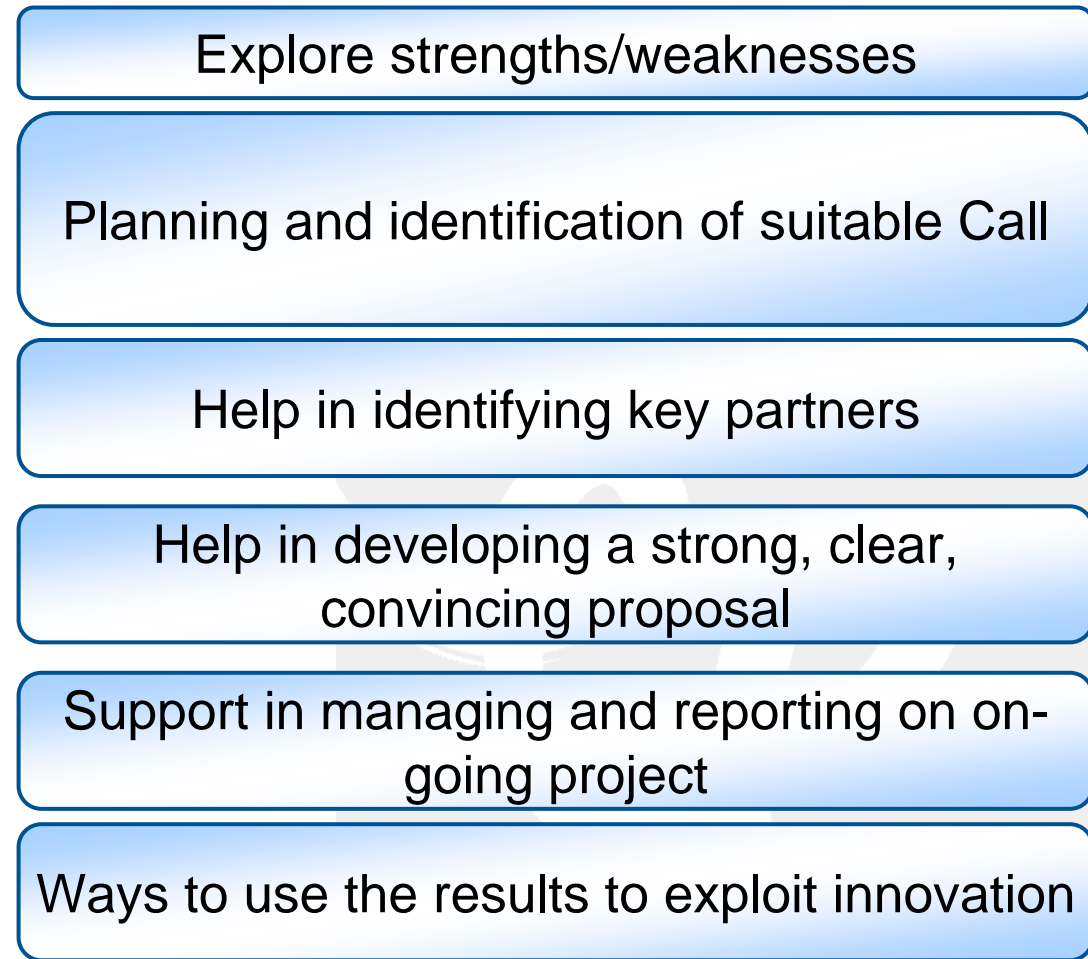 Explore strengths/weaknesses
Planning and identification of suitable Call
Help in identifying key partners
Help in developing a strong, clear,
convincing proposal
Support in managing and reporting on on-
going project
Ways to use the results to exploit innovation